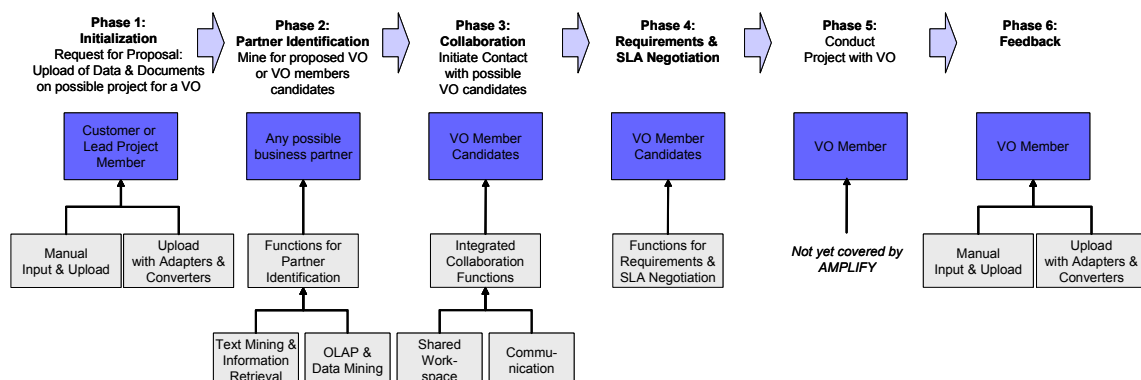 Phase 1:
Initialization
Request for Proposal:
Upload of Data & Documents
on possible project for a VO
Phase 2:
Partner Identification
Mine for proposed VO
or VO members
candidates
Phase 3:
Collaboration
Initiate Contact
with possible
VO candidates
Phase 4:
Requirements &
SLA Negotiation
Phase 5:
Conduct
Project with VO
Phase 6:
Feedback
Customer or
Lead Project
Member
Any possible
business partner
VO Member
Candidates
VO Member
Candidates
VO Member
VO Member
Manual
Input & Upload
Upload
with Adapters &
Converters
Functions for
Partner
Identification
Integrated
Collaboration
Functions
Functions for
Requirements &
SLA Negotiation
Not yet covered by
AMPLIFY
Manual
Input & Upload
Upload
with Adapters &
Converters
Text Mining &
Information
Retrieval
OLAP &
Data Mining
Shared
Work-
space
Commu-
nication